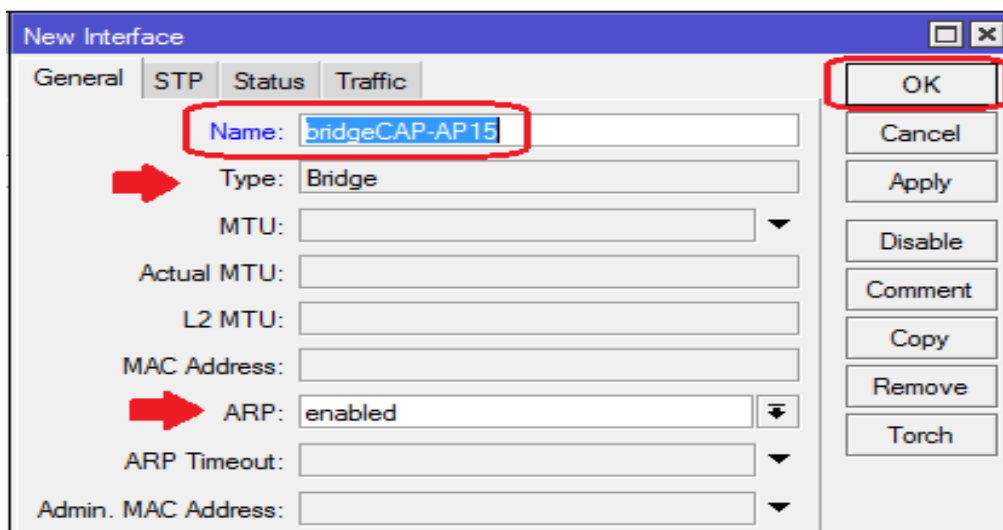 New Interface
General STP Status Traffic
OK
Name: bridgeCAP-AP15
Cancel
Type: Bridge
Apply
MTU:
Disable
Actual MTU:
Comment
L2 MTU:
Copy
MAC Address:
Remove
ARP: enabled
Torch
ARP Timeout:
Admin. MAC Address: